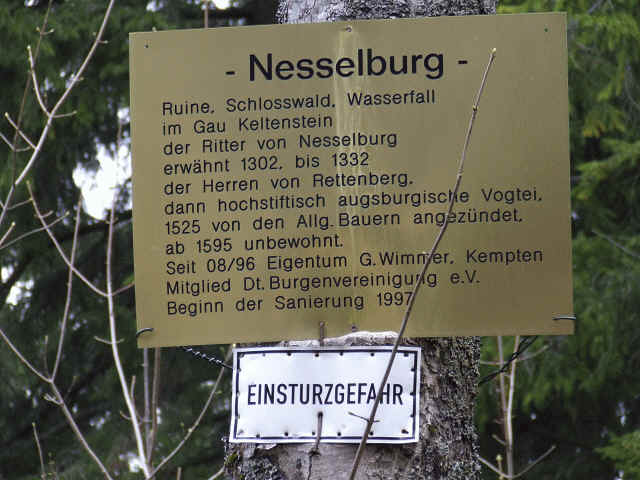 - Nesselburg -
Ruine, Schlosswald, Wasserfall
im Gau Keltenstein
der Ritter von Nesselburg
erwähnt 1302, bis 1332
der Herren von Rettenberg,
dann hochstiftisch augsburgische Vogtei,
1525 von den Allg. Bauern angezündet,
ab 1595 unbewohnt.
Seit 08/96 Eigentum G. Wimmer, Kempten
Mitglied Dt. Burgenvereinigung e.V.
Beginn der Sanierung 1997
EINSTURZGEFAHR